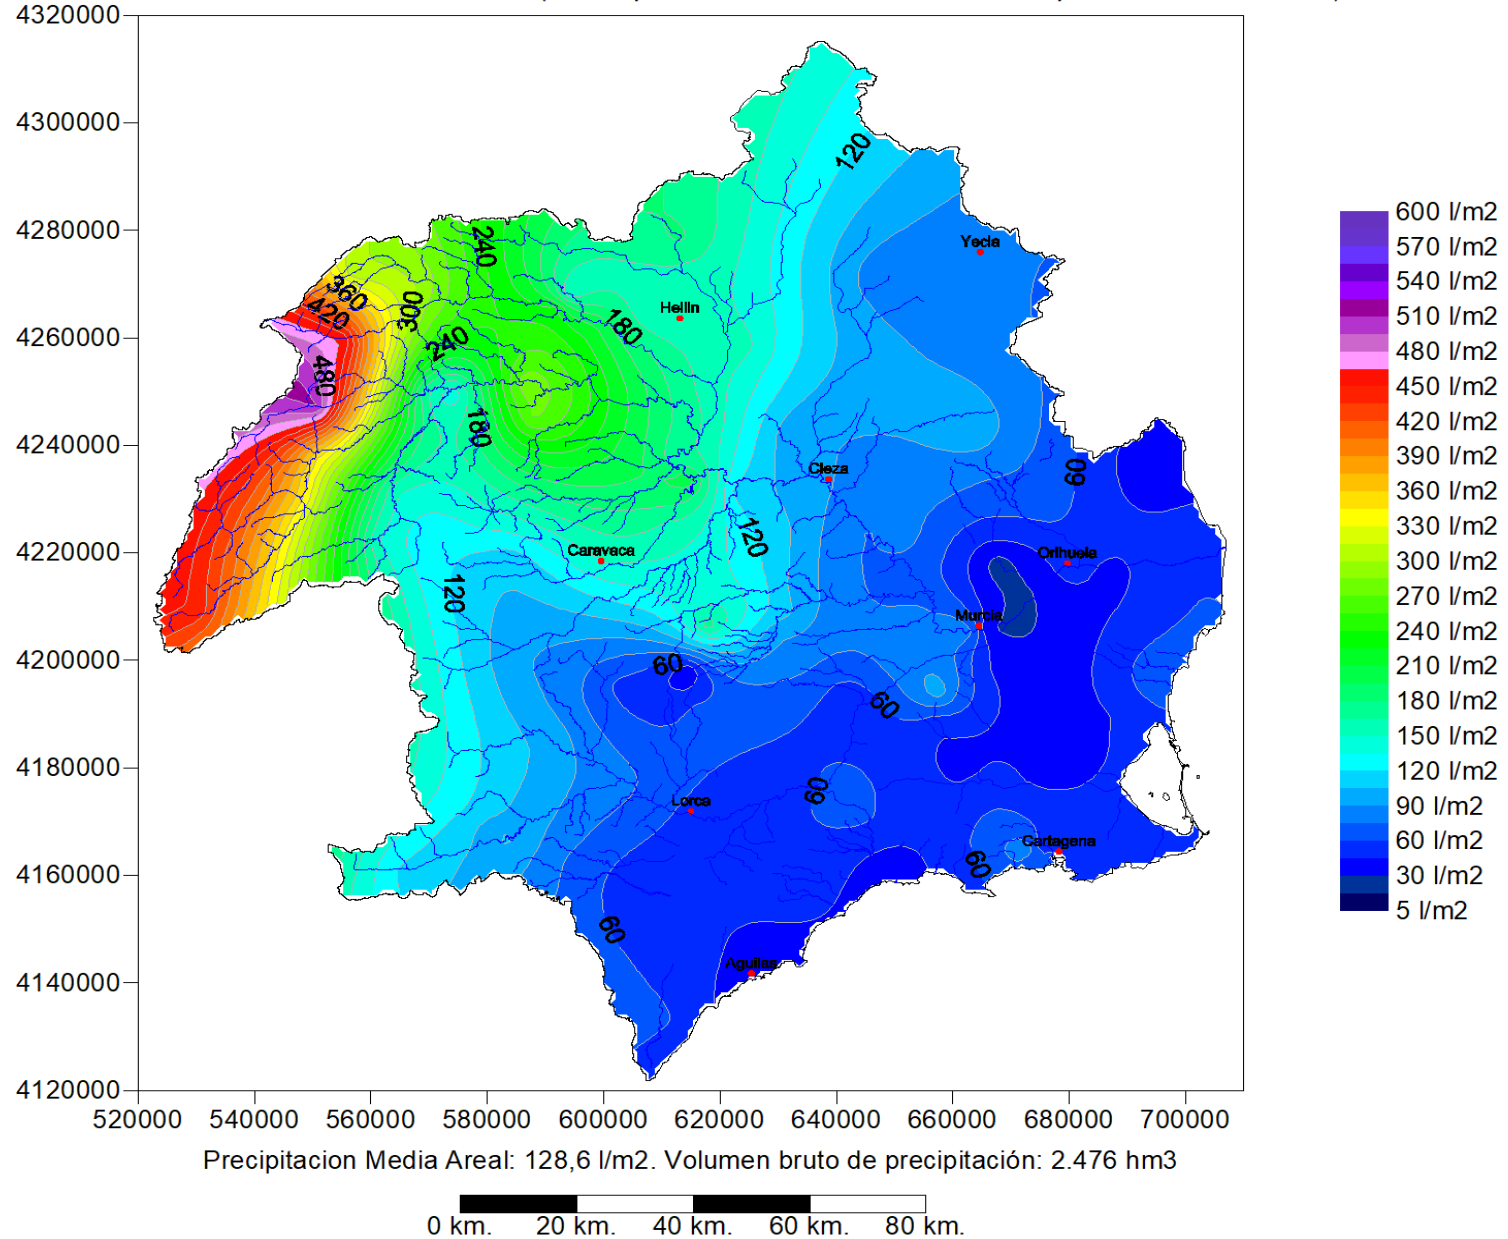 4320000
4300000
120
4280000
240
Yecla
600 l/m2
570 l/m2
540 l/m2
510 l/m2
480 l/m2
450 l/m2
420 l/m2
390 l/m2
360 l/m2
330 l/m2
300 l/m2
270 l/m2
240 l/m2
210 l/m2
180 l/m2
150 l/m2
120 l/m2
90 l/m2
60 l/m2
30 l/m2
5 l/m2
360
420
300
Hellin
180
4260000
240
480
180
4240000
Cieza
60
120
4220000
Caravaca
Orihuela
120
Murcia
4200000
60
60
4180000
60
Lorca
Cartagena
60
4160000
60
Aguilas
4140000
4120000
520000 540000 560000 580000 600000 620000 640000 660000 680000 700000
Precipitacion Media Areal: 128,6 l/m2. Volumen bruto de precipitación: 2.476 hm3
0 km. 20 km. 40 km. 60 km. 80 km.